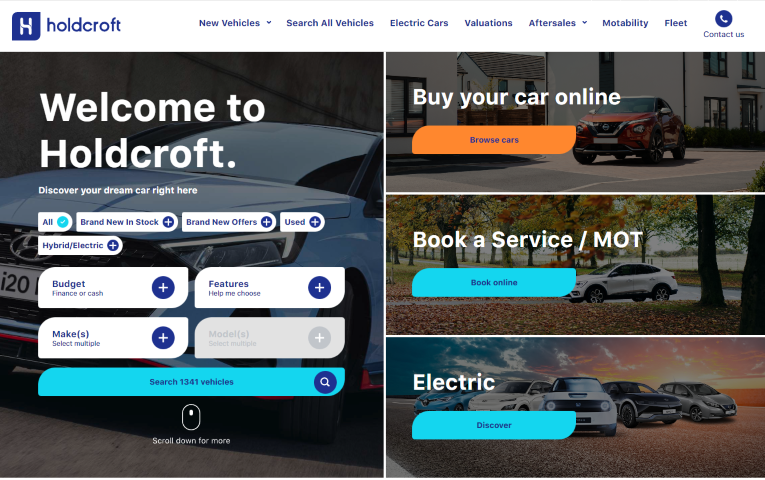 holdcroft
New Vehicles
Search All Vehicles
Electric Cars
Valuations
Aftersales
Motability
Fleet
Contact us
Welcome to
Holdcroft.
Discover your dream car right here
All
Brand New In Stock
Brand New Offers
Used
Hybrid/Electric
Budget
Finance or cash
Features
Help me choose
Make(s)
Select multiple
Model(s)
Select multiple
Search 1341 vehicles
Scroll down for more
i20
Buy your car online
Browse cars
Book a Service / MOT
Book online
Electric
Discover